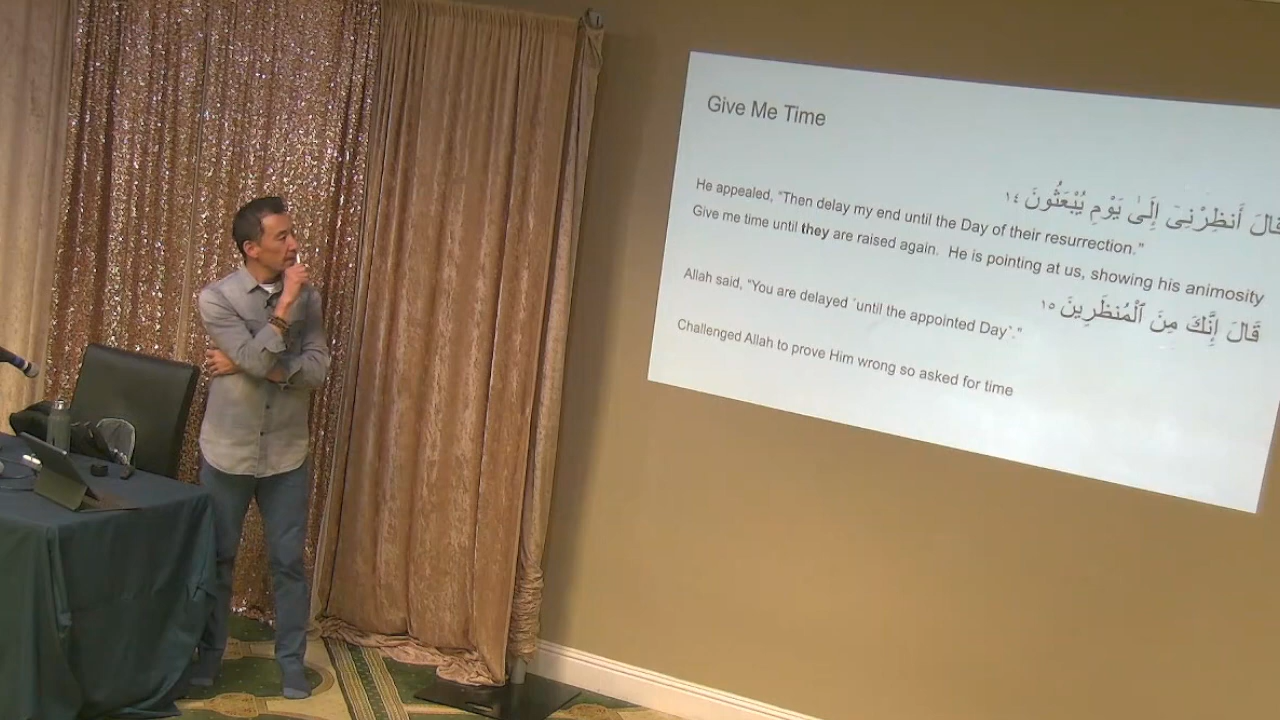 Give Me Time
قَالَ أَنظِرْنِىٓ إِلَىٰ يَوْمِ يُبْعَثُونَ ١٤
He appealed, "Then delay my end until the Day of their resurrection."
Give me time until they are raised again. He is pointing at us, showing his animosity
قَالَ إِنَّكَ مِنَ ٱلْمُنظَرِينَ ١٥
Allah said, "You are delayed ˹until the appointed Day˺."
Challenged Allah to prove Him wrong so asked for time